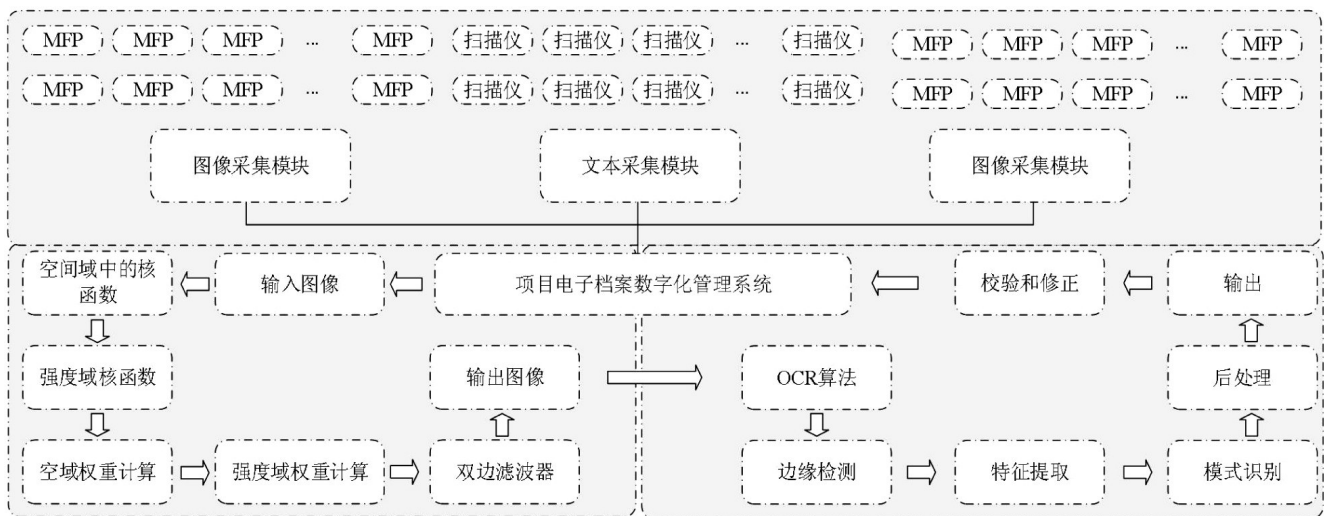 MFP MFP MFP ... MFP 扫描仪 扫描仪 扫描仪 ... 扫描仪 MFP MFP MFP ... MFP
MFP MFP MFP ... MFP 扫描仪 扫描仪 扫描仪 ... 扫描仪 MFP MFP MFP ... MFP
图像采集模块 文本采集模块 图像采集模块
空间域中的核
函数
输入图像
项目电子档案数字化管理系统
校验和修正
输出
强度域核函数
输出图像
OCR算法
后处理
空域权重计算
强度域权重计算
双边滤波器
边缘检测
特征提取
模式识别